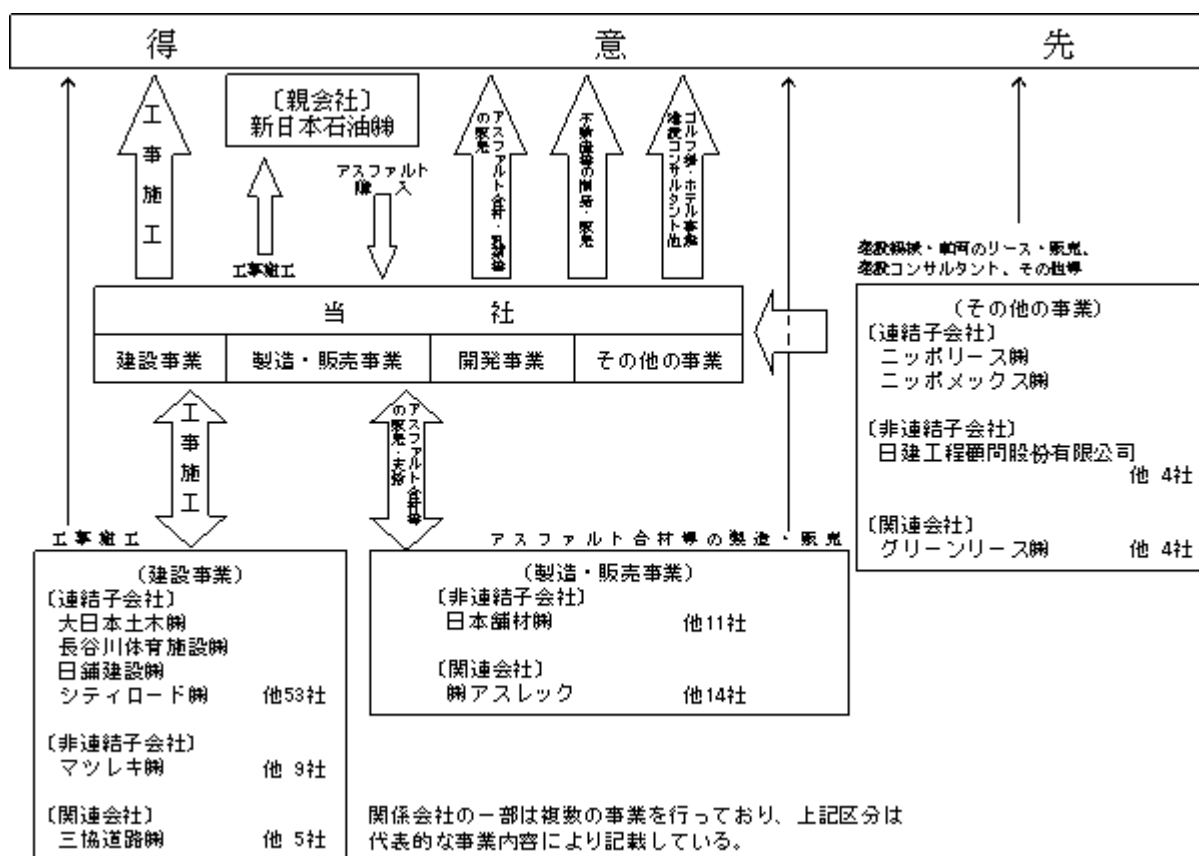 得意先
工事施工
〔親会社〕
新日本石油㈱
アスファルト
購入
工事施工
アスファルト合材・乳剤等
の販売
不動産等の開発・販売
ゴルフ場・ホテル事業
建設コンサルタント他
建設機械・車両のリース・販売、
建設コンサルタント、その他等
当社
建設事業
製造・販売事業
開発事業
その他の事業
(その他の事業)
〔連結子会社〕
ニッポリース㈱
ニッポメックス㈱
〔非連結子会社〕
日建工程顧問股份有限公司
他 4社
〔関連会社〕
グリーンリース㈱ 他 4社
工事施工
アスファルト合材等
の販売・支給
工事施工
(建設事業)
〔連結子会社〕
大日本土木㈱
長谷川体育施設㈱
日舗建設㈱
シティロード㈱ 他53社
〔非連結子会社〕
マツレキ㈱ 他 9社
〔関連会社〕
三協道路㈱ 他 5社
アスファルト合材等の製造・販売
(製造・販売事業)
〔非連結子会社〕
日本舗材㈱ 他11社
〔関連会社〕
㈱アスレック 他14社
関係会社の一部は複数の事業を行っており、上記区分は
代表的な事業内容により記載している。